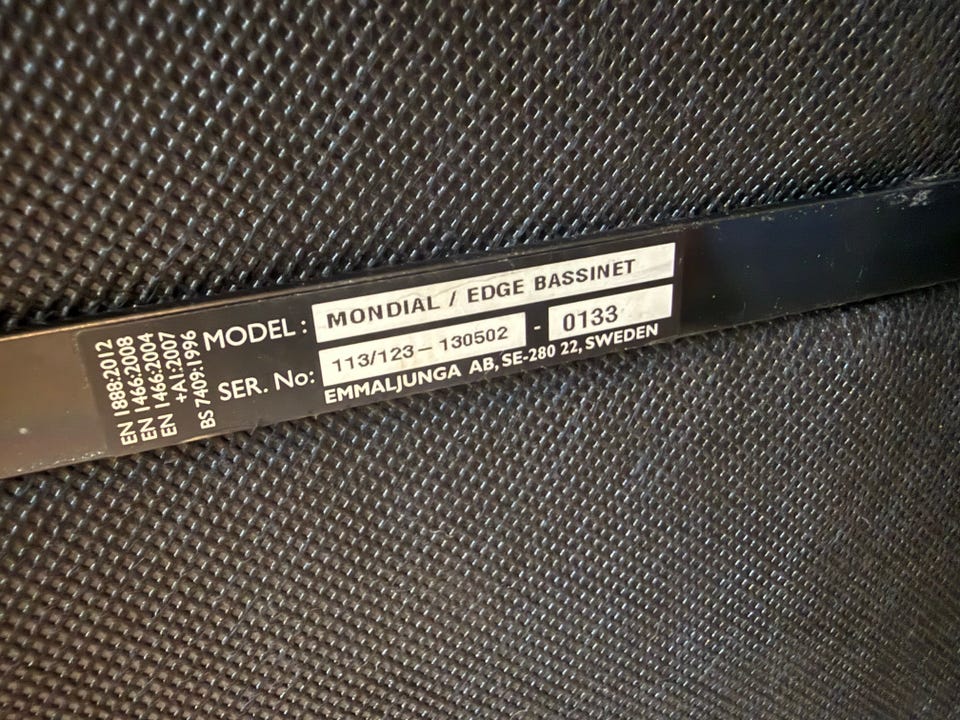 EN 1888:2012
EN 1466:2008
EN 1466:2004
+A1:2007
BS 7409:1996
MODEL: MONDIAL / EDGE BASSINET
SER. No: 113/123-130502 - 0133
EMMALJUNGA AB, SE-280 22, SWEDEN